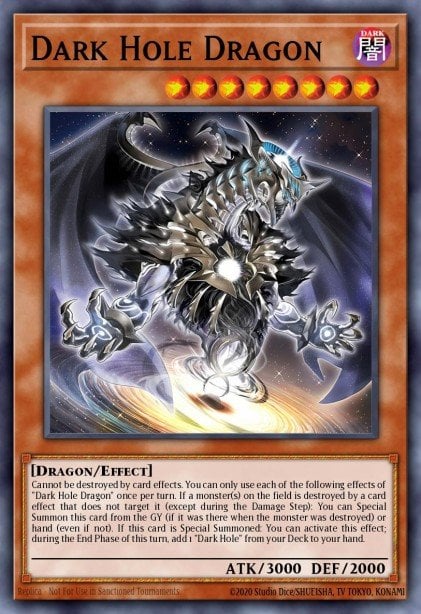 DARK HOLE DRAGON
DARK
闇
[DRAGON/EFFECT]
Cannot be destroyed by card effects. You can only use each of the following effects of
"Dark Hole Dragon" once per turn. If a monster(s) on the field is destroyed by a card
effect that does not target it (except during the Damage Step): You can Special
Summon this card from the GY (if it was there when the monster was destroyed) or
hand (even if not). If this card is Special Summoned: You can activate this effect;
during the End Phase of this turn, add 1 "Dark Hole" from your Deck to your hand.
ATK/3000 DEF/2000
Replica - Not For Use in Sanctioned Tournaments
©2020 Studio Dice/SHUEISHA, TV TOKYO, KONAMI